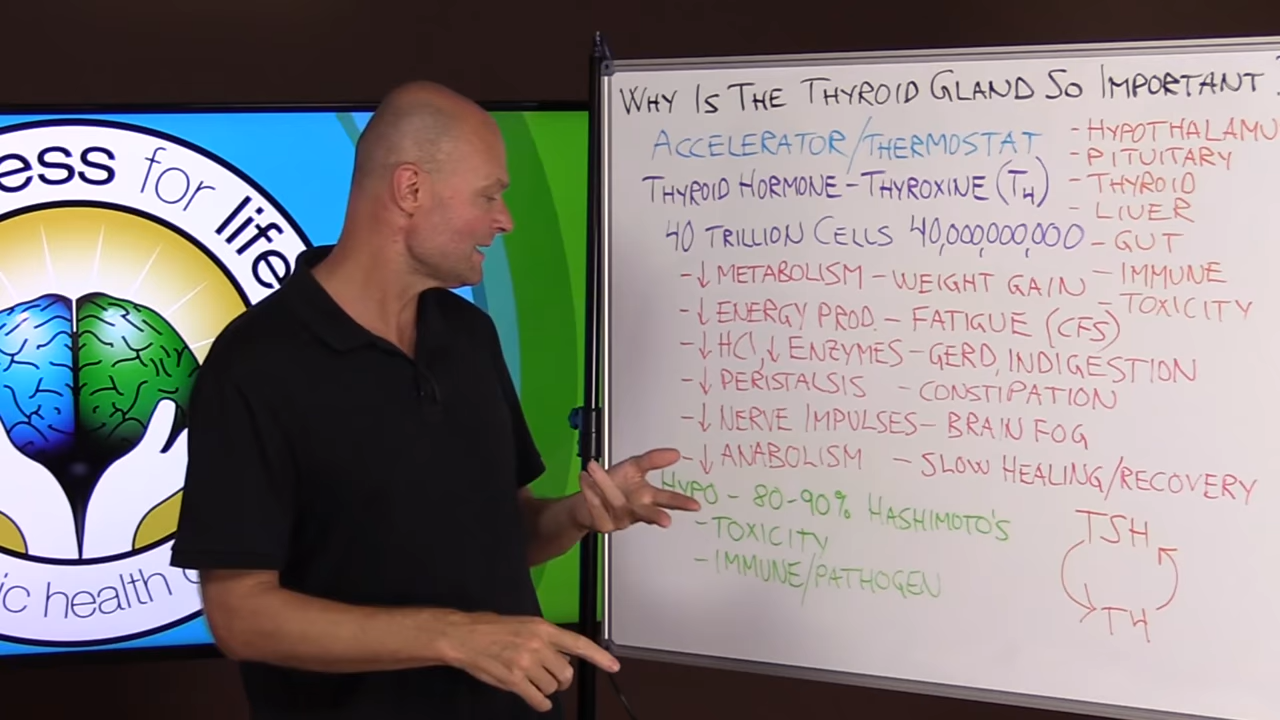 ess for life
ic health
WHY IS THE THYROID GLAND SO IMPORTANT ?
ACCELERATOR/THERMOSTAT
THYROID HORMONE - THYROXINE (TH)
40 TRILLION CELLS 40,000,000,000
- ↓ METABOLISM - WEIGHT GAIN
- ↓ ENERGY PROD. - FATIGUE (CFS)
- ↓ HCl, ↓ ENZYMES - GERD, INDIGESTION
- ↓ PERISTALSIS - CONSTIPATION
- ↓ NERVE IMPULSES - BRAIN FOG
- ↓ ANABOLISM - SLOW HEALING/RECOVERY
HYPO - 80-90% HASHIMOTO'S
- TOXICITY
- IMMUNE/PATHOGEN
- HYPOTHALAMU
- PITUITARY
- THYROID
- LIVER
- GUT
- IMMUNE
- TOXICITY
TSH
TH